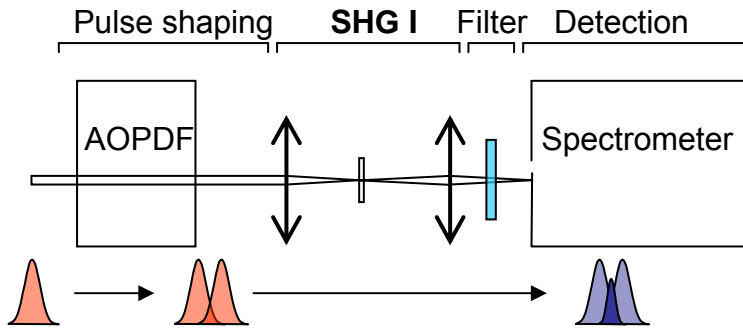 Pulse shaping SHG I Filter Detection
AOPDF Spectrometer